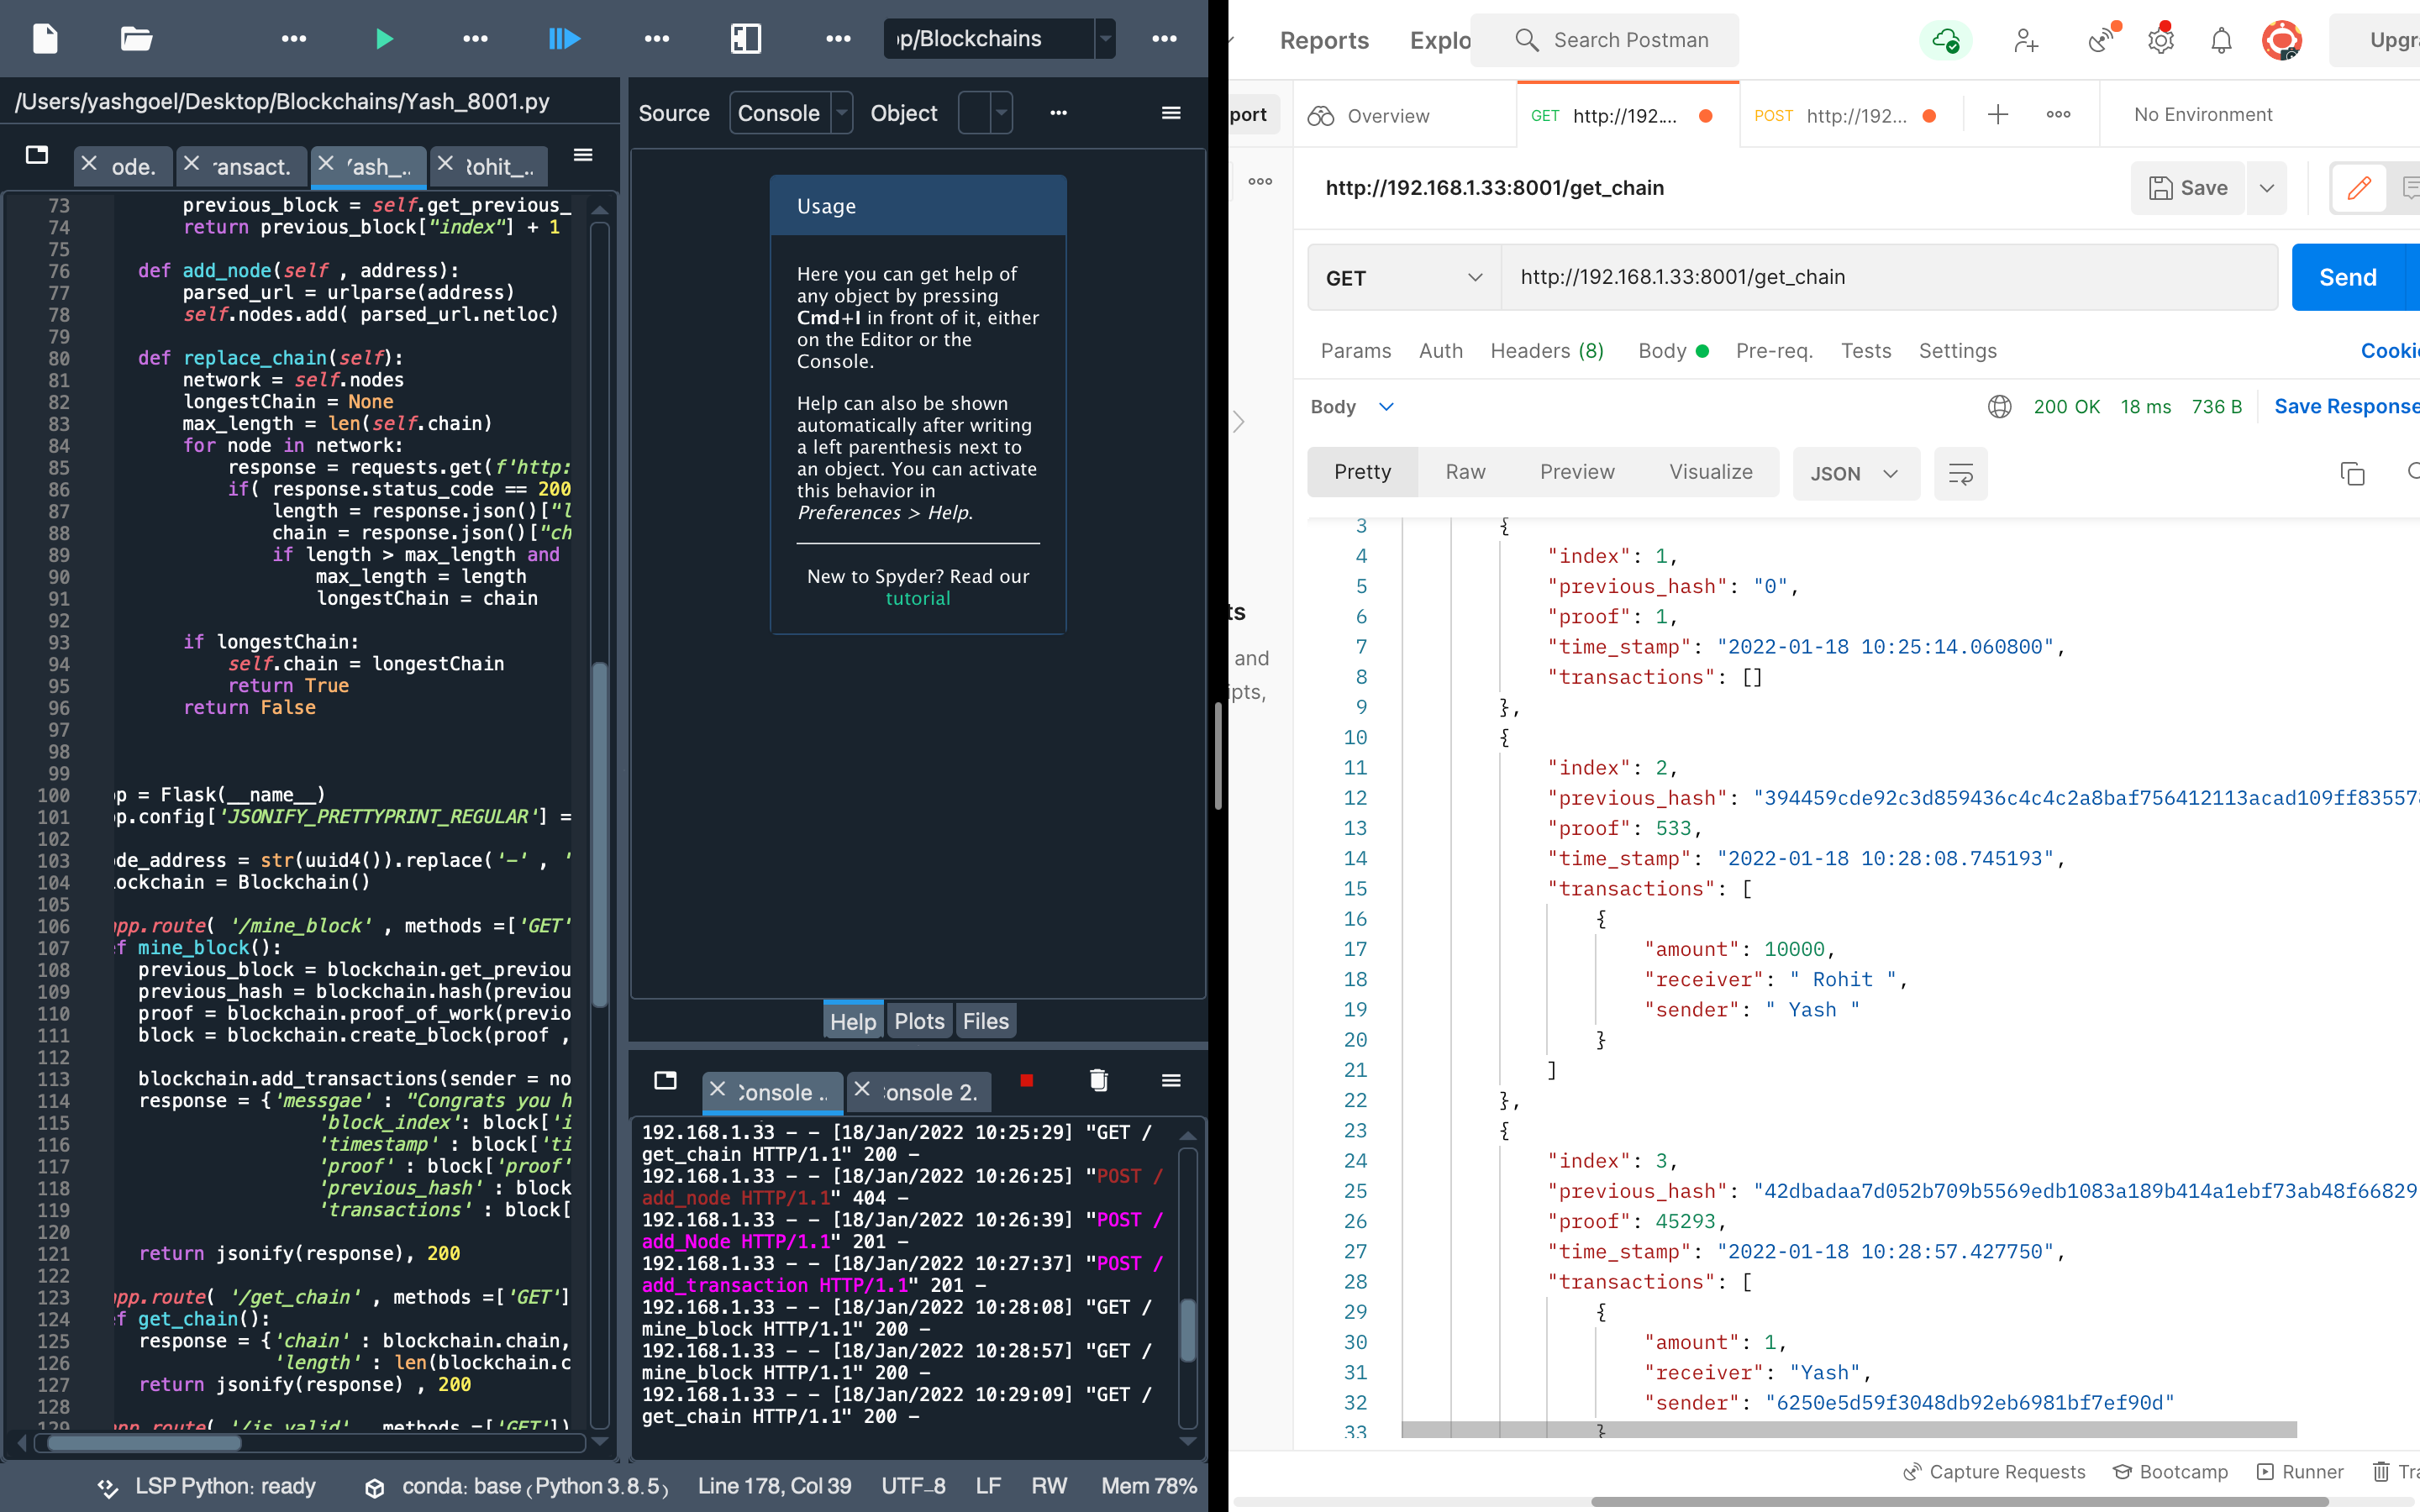 p/Blockchains
/Users/yashgoel/Desktop/Blockchains/Yash_8001.py
ode.
ransact.
ash_..
ohit_..
73 previous_block = self.get_previous_
74 return previous_block["index"] + 1
75
76 def add_node(self , address):
77 parsed_url = urlparse(address)
78 self.nodes.add( parsed_url.netloc)
79
80 def replace_chain(self):
81 network = self.nodes
82 longestChain = None
83 max_length = len(self.chain)
84 for node in network:
85 response = requests.get(f'http:
86 if( response.status_code == 200
87 length = response.json()["l
88 chain = response.json()["ch
89 if length > max_length and
90 max_length = length
91 longestChain = chain
92
93 if longestChain:
94 self.chain = longestChain
95 return True
96 return False
97
98
99
100 pp = Flask(__name__)
101 pp.config['JSONIFY_PRETTYPRINT_REGULAR'] =
102
103 ode_address = str(uuid4()).replace('-' , '
104 lockchain = Blockchain()
105
106 app.route( '/mine_block' , methods =['GET'
107 ef mine_block():
108 previous_block = blockchain.get_previou
109 previous_hash = blockchain.hash(previou
110 proof = blockchain.proof_of_work(previo
111 block = blockchain.create_block(proof ,
112
113 blockchain.add_transactions(sender = no
114 response = {'messgae' : "Congrats you h
115 'block_index': block['i
116 'timestamp' : block['ti
117 'proof' : block['proof'
118 'previous_hash' : block
119 'transactions' : block[
120
121 return jsonify(response), 200
122
123 app.route( '/get_chain' , methods =['GET']
124 ef get_chain():
125 response = {'chain' : blockchain.chain,
126 'length' : len(blockchain.c
127 return jsonify(response) , 200
128
129 app.route( '/is_valid' , methods =['GET'])
Source Console Object
Usage
Here you can get help of
any object by pressing
Cmd+I in front of it, either
on the Editor or the
Console.
Help can also be shown
automatically after writing
a left parenthesis next to
an object. You can activate
this behavior in
Preferences > Help.
New to Spyder? Read our
tutorial
Help Plots Files
Console ..
onsole 2.
192.168.1.33 - - [18/Jan/2022 10:25:29] "GET /
get_chain HTTP/1.1" 200 -
192.168.1.33 - - [18/Jan/2022 10:26:25] "POST /
add_node HTTP/1.1" 404 -
192.168.1.33 - - [18/Jan/2022 10:26:39] "POST /
add_Node HTTP/1.1" 201 -
192.168.1.33 - - [18/Jan/2022 10:27:37] "POST /
add_transaction HTTP/1.1" 201 -
192.168.1.33 - - [18/Jan/2022 10:28:08] "GET /
mine_block HTTP/1.1" 200 -
192.168.1.33 - - [18/Jan/2022 10:28:57] "GET /
mine_block HTTP/1.1" 200 -
192.168.1.33 - - [18/Jan/2022 10:29:09] "GET /
get_chain HTTP/1.1" 200 -
LSP Python: ready conda: base (Python 3.8.5) Line 178, Col 39 UTF-8 LF RW Mem 78%
Reports Explo Search Postman Upgr
port
Overview
GET http://192....
POST http://192...
No Environment
http://192.168.1.33:8001/get_chain
Save
GET http://192.168.1.33:8001/get_chain Send
Params Auth Headers (8) Body Pre-req. Tests Settings Cooki
Body 200 OK 18 ms 736 B Save Response
Pretty Raw Preview Visualize JSON
ts
and
ipts,
3 {
4 "index": 1,
5 "previous_hash": "0",
6 "proof": 1,
7 "time_stamp": "2022-01-18 10:25:14.060800",
8 "transactions": []
9 },
10 {
11 "index": 2,
12 "previous_hash": "394459cde92c3d859436c4c4c2a8baf756412113acad109ff835578
13 "proof": 533,
14 "time_stamp": "2022-01-18 10:28:08.745193",
15 "transactions": [
16 {
17 "amount": 10000,
18 "receiver": " Rohit ",
19 "sender": " Yash "
20 }
21 ]
22 },
23 {
24 "index": 3,
25 "previous_hash": "42dbadaa7d052b709b5569edb1083a189b414a1ebf73ab48f66829
26 "proof": 45293,
27 "time_stamp": "2022-01-18 10:28:57.427750",
28 "transactions": [
29 {
30 "amount": 1,
31 "receiver": "Yash",
32 "sender": "6250e5d59f3048db92eb6981bf7ef90d"
33 }
Capture Requests Bootcamp Runner Tra